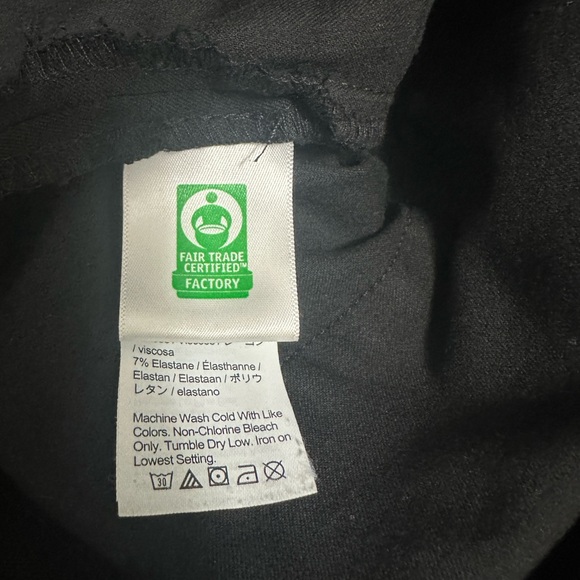 FAIR TRADE
CERTIFIED™
FACTORY
/ viscosa
7% Elastane / Élasthanne /
Elastan / Elastaan / ポリウ
レタン / elastano
Machine Wash Cold With Like
Colors. Non-Chlorine Bleach
Only. Tumble Dry Low. Iron on
Lowest Setting.
30